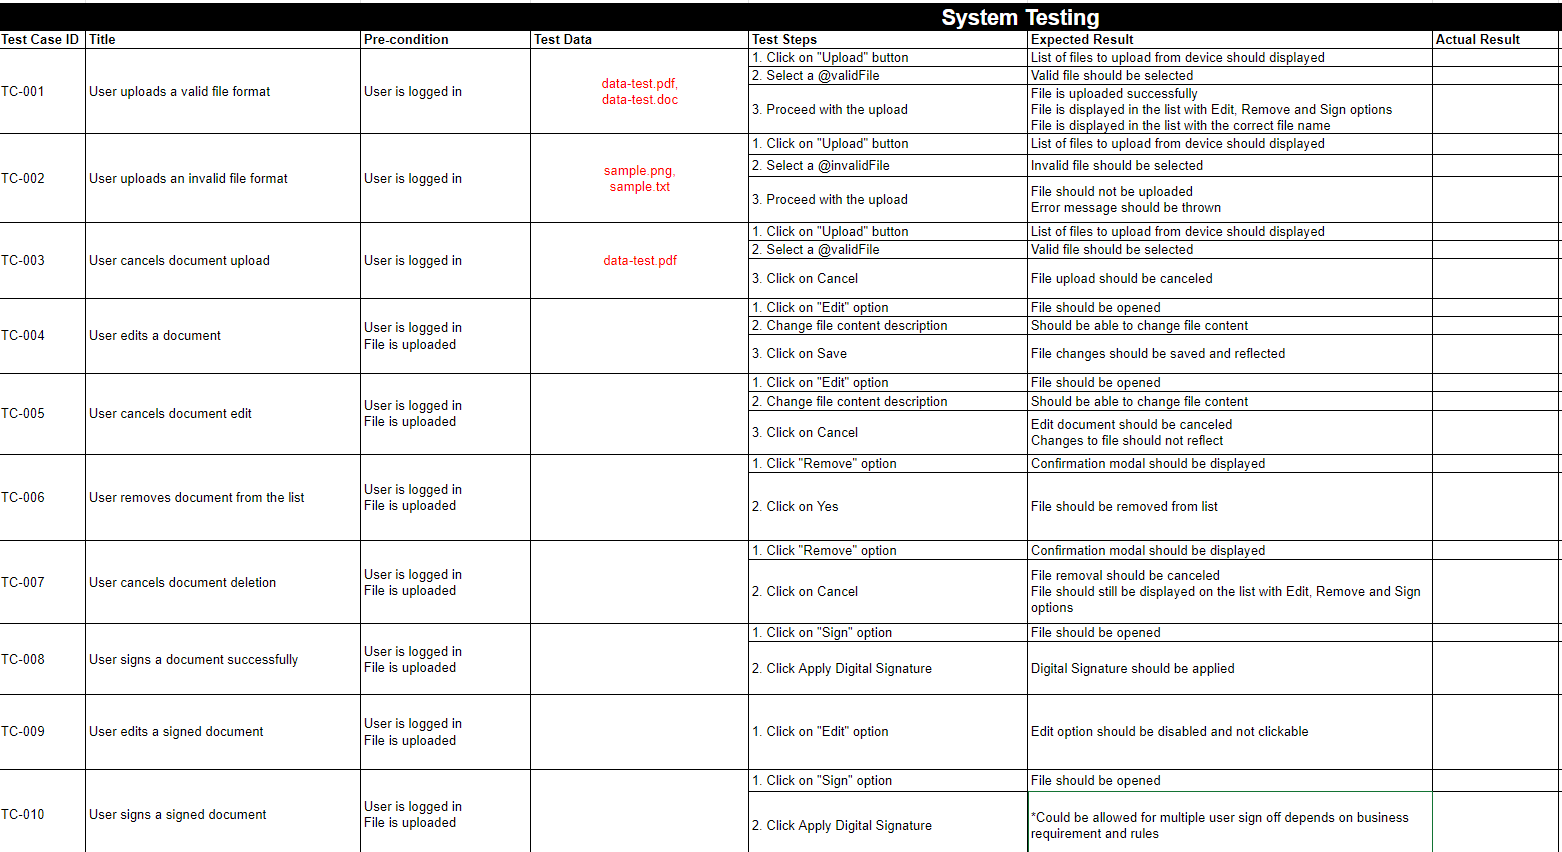 System Testing
Test Case ID Title Pre-condition Test Data Test Steps Expected Result Actual Result
TC-001
User uploads a valid file format
User is logged in
data-test.pdf,
data-test.doc
1. Click on "Upload" button
List of files to upload from device should displayed
2. Select a @validFile
Valid file should be selected
3. Proceed with the upload
File is uploaded successfully
File is displayed in the list with Edit, Remove and Sign options
File is displayed in the list with the correct file name
TC-002
User uploads an invalid file format
User is logged in
sample.png,
sample.txt
1. Click on "Upload" button
List of files to upload from device should displayed
2. Select a @invalidFile
Invalid file should be selected
3. Proceed with the upload
File should not be uploaded
Error message should be thrown
TC-003
User cancels document upload
User is logged in
data-test.pdf
1. Click on "Upload" button
List of files to upload from device should displayed
2. Select a @validFile
Valid file should be selected
3. Click on Cancel
File upload should be canceled
TC-004
User edits a document
User is logged in
File is uploaded
1. Click on "Edit" option
File should be opened
2. Change file content description
Should be able to change file content
3. Click on Save
File changes should be saved and reflected
TC-005
User cancels document edit
User is logged in
File is uploaded
1. Click on "Edit" option
File should be opened
2. Change file content description
Should be able to change file content
3. Click on Cancel
Edit document should be canceled
Changes to file should not reflect
TC-006
User removes document from the list
User is logged in
File is uploaded
1. Click "Remove" option
Confirmation modal should be displayed
2. Click on Yes
File should be removed from list
TC-007
User cancels document deletion
User is logged in
File is uploaded
1. Click "Remove" option
Confirmation modal should be displayed
2. Click on Cancel
File removal should be canceled
File should still be displayed on the list with Edit, Remove and Sign
options
TC-008
User signs a document successfully
User is logged in
File is uploaded
1. Click on "Sign" option
File should be opened
2. Click Apply Digital Signature
Digital Signature should be applied
TC-009
User edits a signed document
User is logged in
File is uploaded
1. Click on "Edit" option
Edit option should be disabled and not clickable
TC-010
User signs a signed document
User is logged in
File is uploaded
1. Click on "Sign" option
File should be opened
2. Click Apply Digital Signature
*Could be allowed for multiple user sign off depends on business
requirement and rules